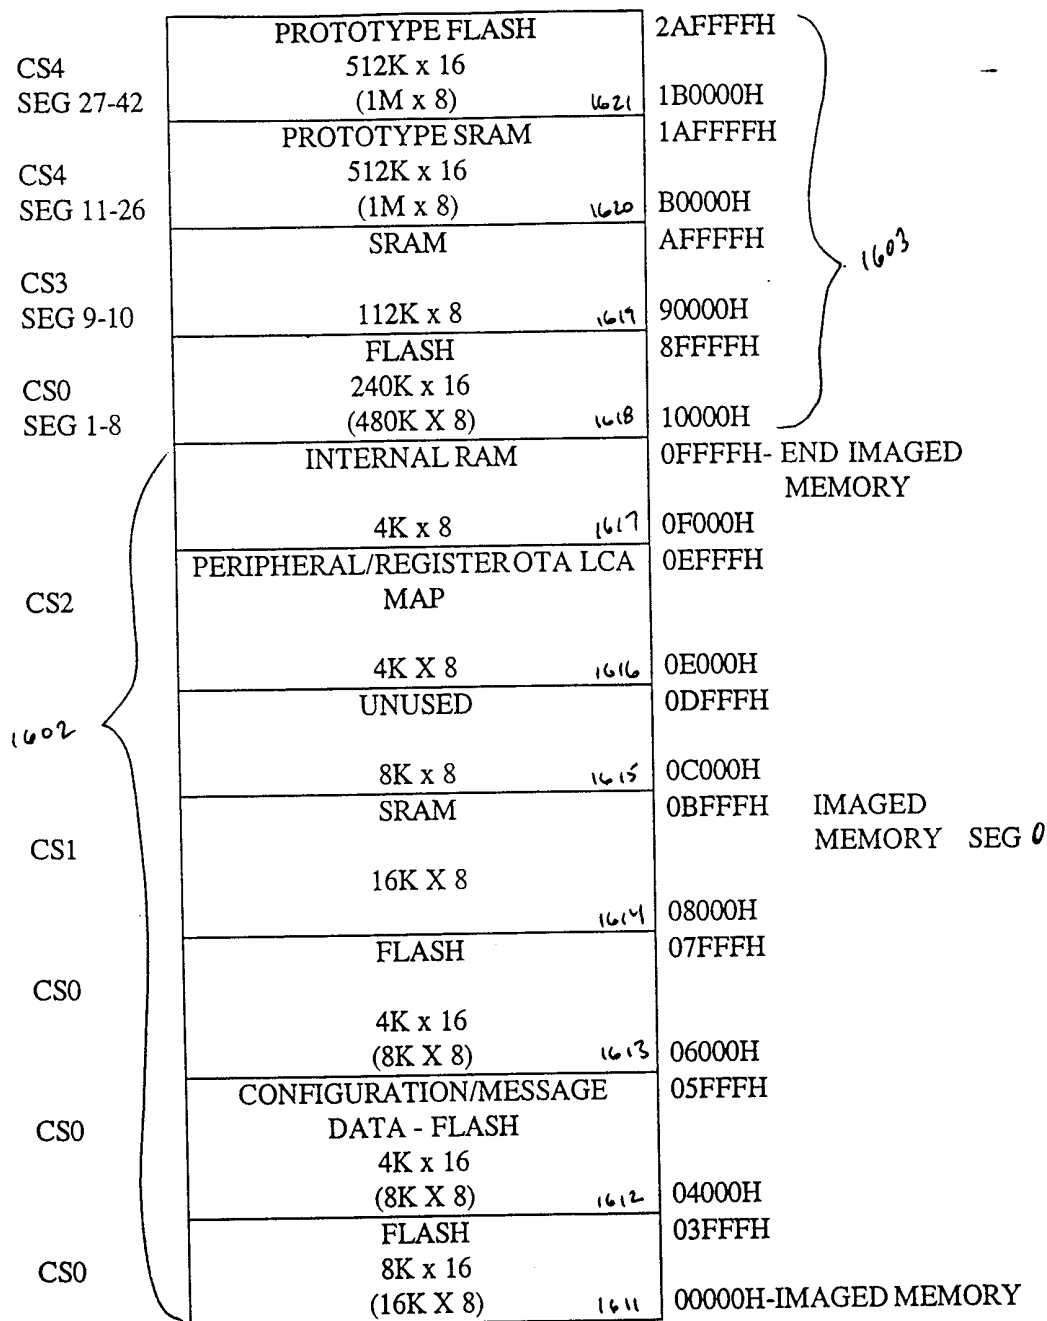 PROTOTYPE FLASH 2AFFFFH
CS4 512K x 16
SEG 27-42 (1M x 8) 1621 1B0000H
PROTOTYPE SRAM 1AFFFFH
CS4 512K x 16
SEG 11-26 (1M x 8) 1620 B0000H
SRAM AFFFFH
1603
CS3
SEG 9-10 112K x 8 1619 90000H
FLASH 8FFFFH
CS0 240K x 16
SEG 1-8 (480K X 8) 1618 10000H
INTERNAL RAM 0FFFFH- END IMAGED
MEMORY
4K x 8 1617 0F000H
PERIPHERAL/REGISTER OTA LCA 0EFFFH
CS2 MAP
4K X 8 1616 0E000H
UNUSED 0DFFFH
1602
8K x 8 1615 0C000H
SRAM 0BFFFH IMAGED
CS1 MEMORY SEG 0
16K X 8
1614 08000H
FLASH 07FFFH
CS0
4K x 16
(8K X 8) 1613 06000H
CONFIGURATION/MESSAGE 05FFFH
CS0 DATA - FLASH
4K x 16
(8K X 8) 1612 04000H
FLASH 03FFFH
CS0 8K x 16
(16K X 8) 1611 00000H-IMAGED MEMORY